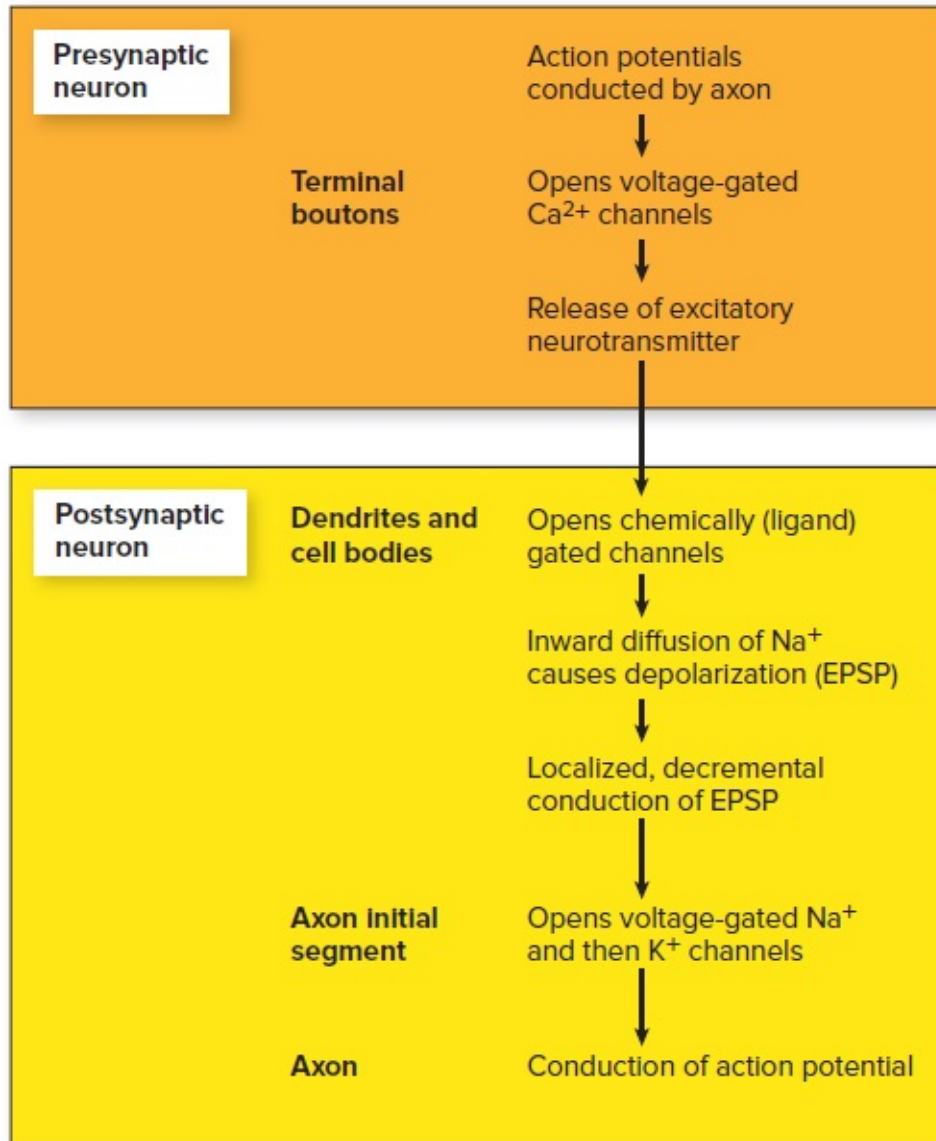 Presynaptic
neuron
Action potentials
conducted by axon
Terminal
boutons
Opens voltage-gated
Ca2+ channels
Release of excitatory
neurotransmitter
Postsynaptic
neuron
Dendrites and
cell bodies
Opens chemically (ligand)
gated channels
Inward diffusion of Na+
causes depolarization (EPSP)
Localized, decremental
conduction of EPSP
Axon initial
segment
Opens voltage-gated Na+
and then K+ channels
Axon
Conduction of action potential